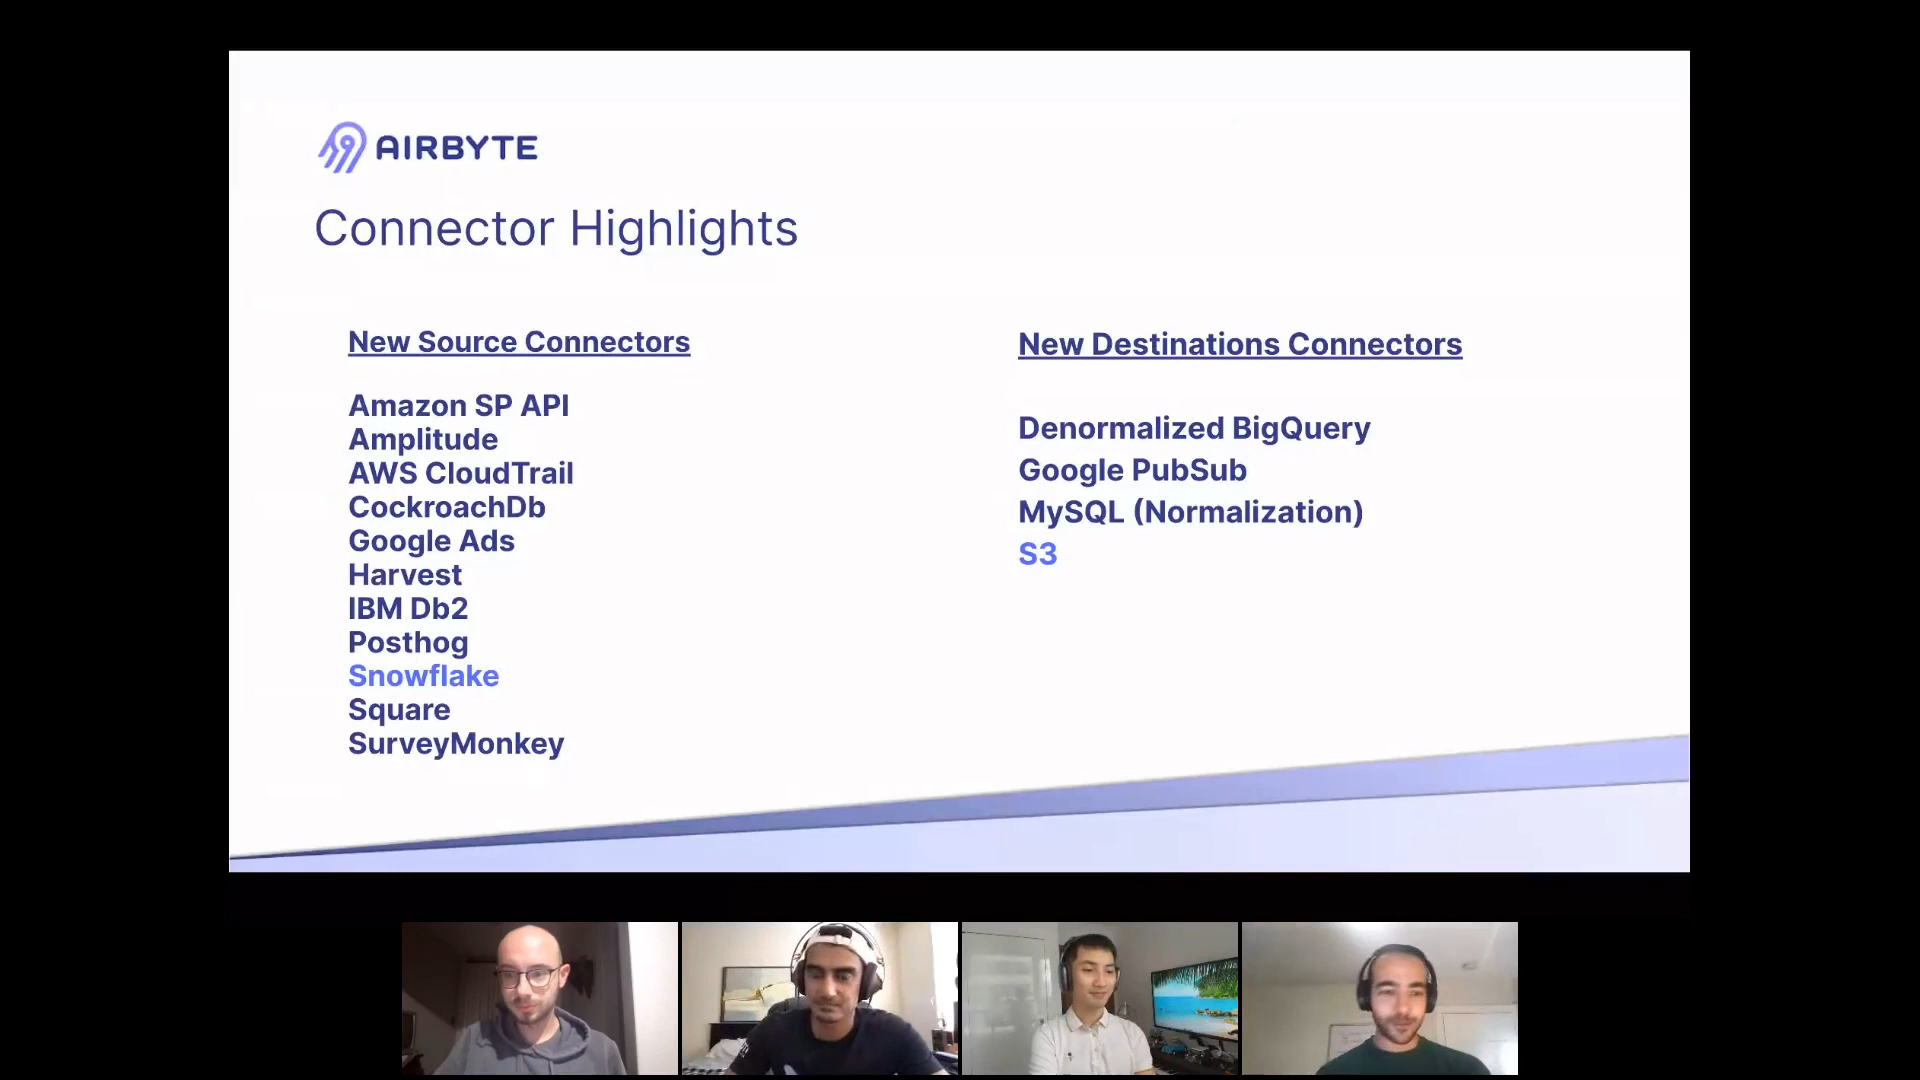 AIRBYTE
Connector Highlights
New Source Connectors
Amazon SP API
Amplitude
AWS CloudTrail
CockroachDb
Google Ads
Harvest
IBM Db2
Posthog
Snowflake
Square
SurveyMonkey
New Destinations Connectors
Denormalized BigQuery
Google PubSub
MySQL (Normalization)
S3